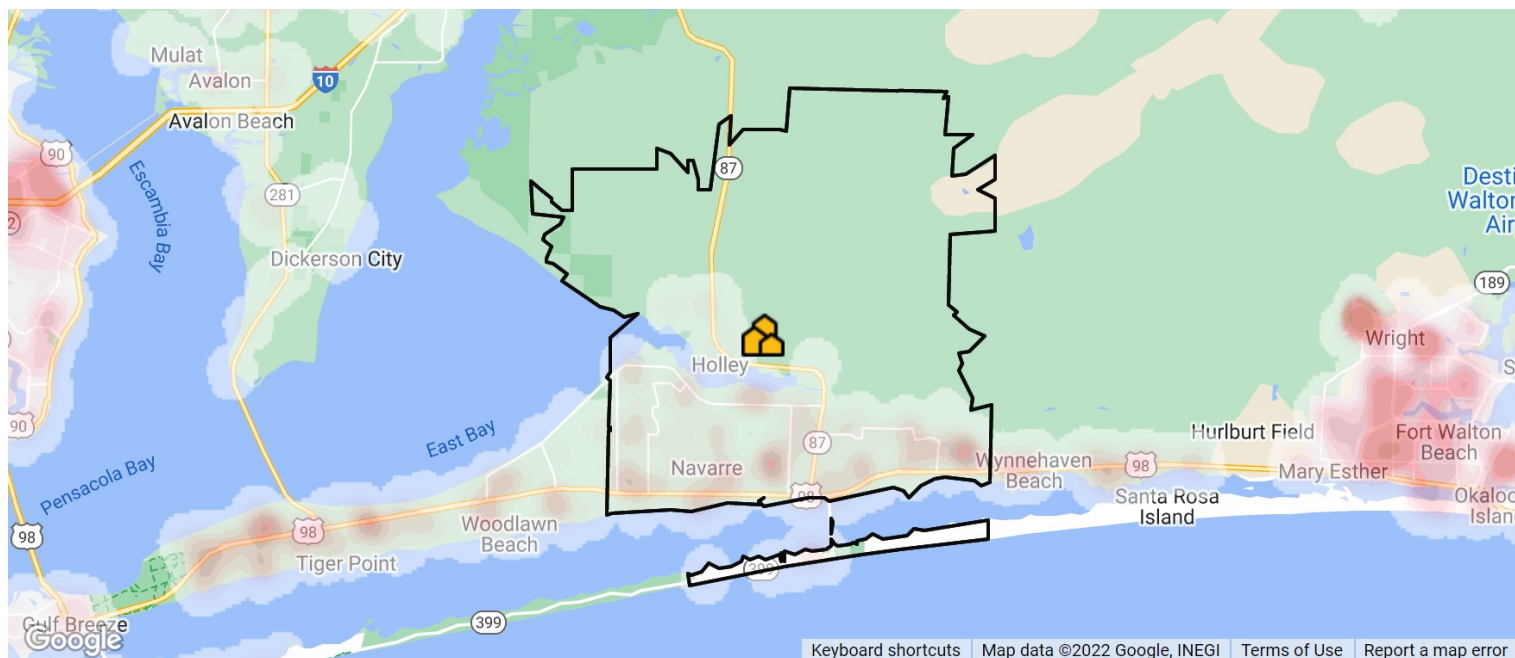 Mulat
Avalon
10
Avalon Beach
90
Escambia Bay
281
Dickerson City
87
Desti
Walton
Air
189
2
Holley
Wright
S
90
East Bay
Pensacola Bay
Navarre
87
Hurlburt Field
Fort Walton
Beach
Wynnehaven
Beach
98
Mary Esther
98
Santa Rosa
Island
Okaloo
Island
98
98
Woodlawn
Beach
Tiger Point
399
399
Gulf Breeze
Google
Keyboard shortcuts
Map data ©2022 Google, INEGI
Terms of Use
Report a map error